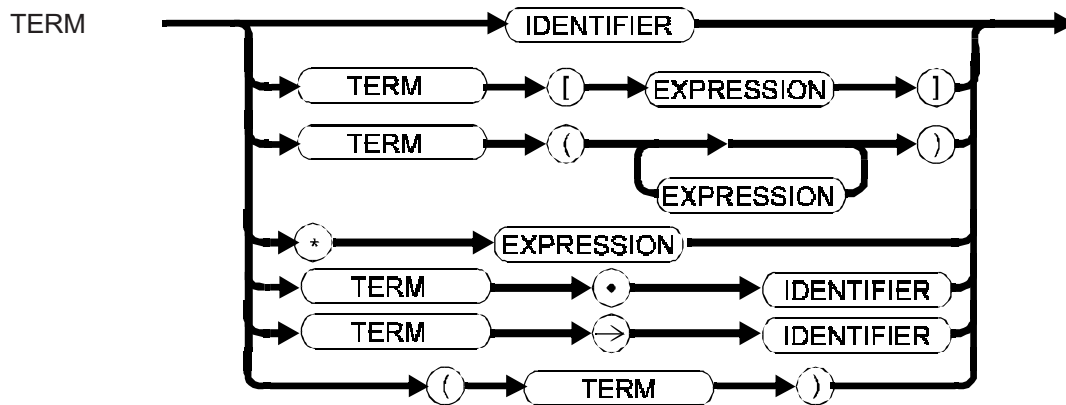 TERM IDENTIFIER
TERM [ EXPRESSION ]
TERM ( )
EXPRESSION
* EXPRESSION
TERM • IDENTIFIER
TERM → IDENTIFIER
( TERM )